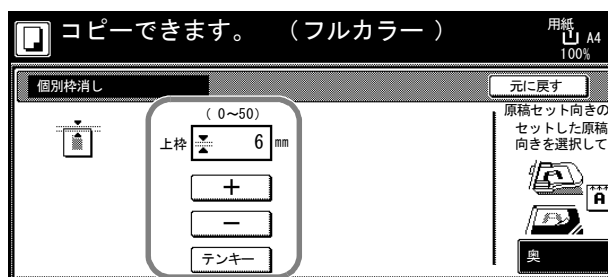 コピーできます。 （フルカラー ）
用紙
A4
100%
個別枠消し
元に戻す
( 0～50)
上枠 6 mm
＋
－
テンキー
原稿セット向きの
セットした原稿
向きを選択して
A
奥